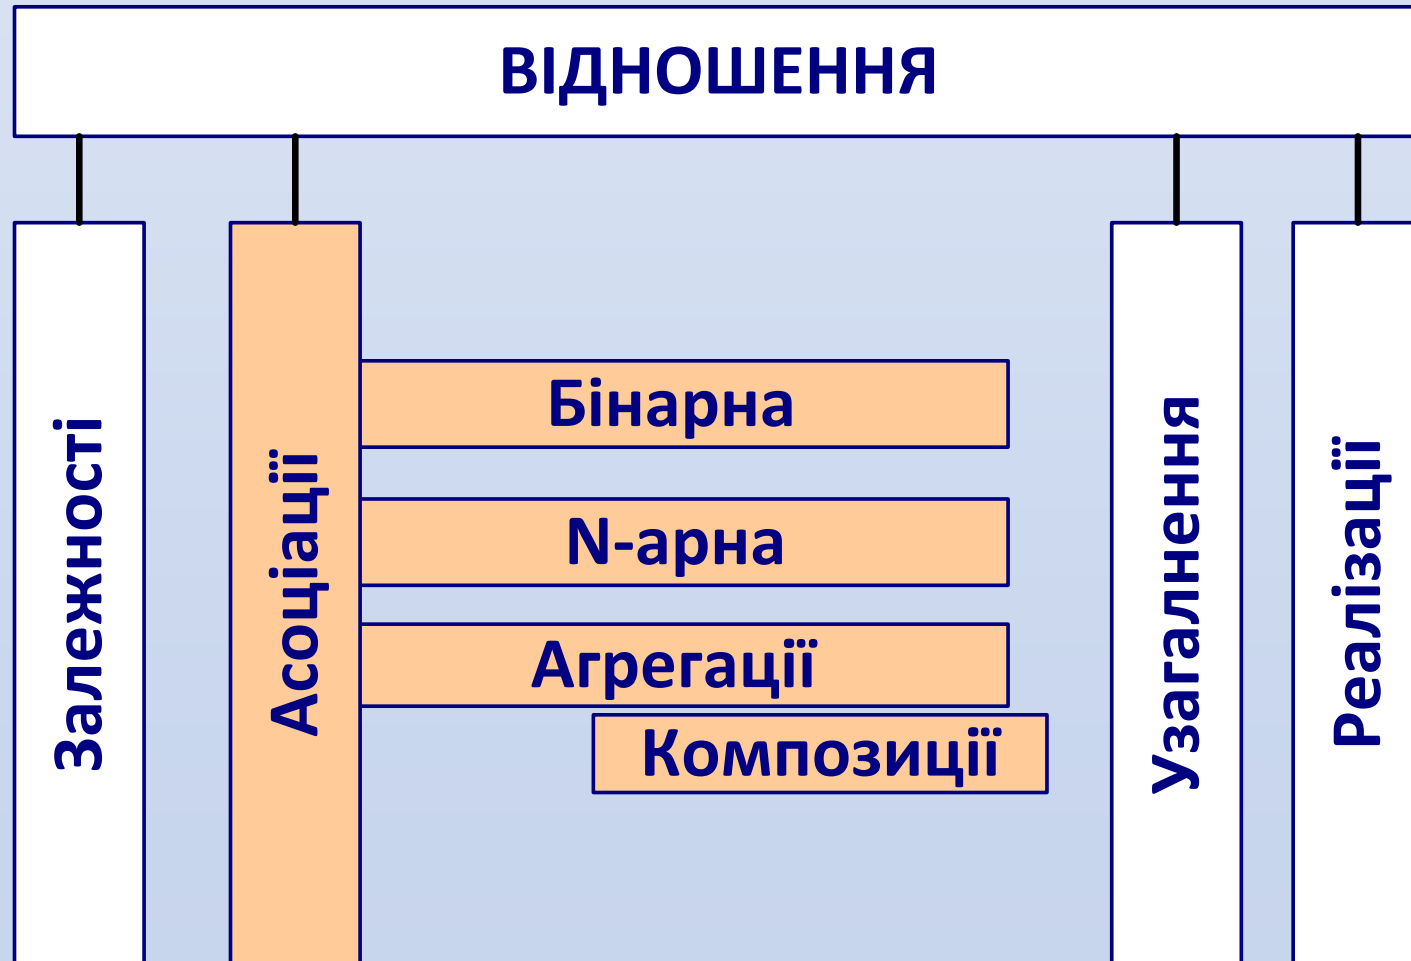 ВІДНОШЕННЯ
Залежності
Асоціації
Бінарна
N-арна
Агрегації
Композиції
Узагалнення
Реалізації